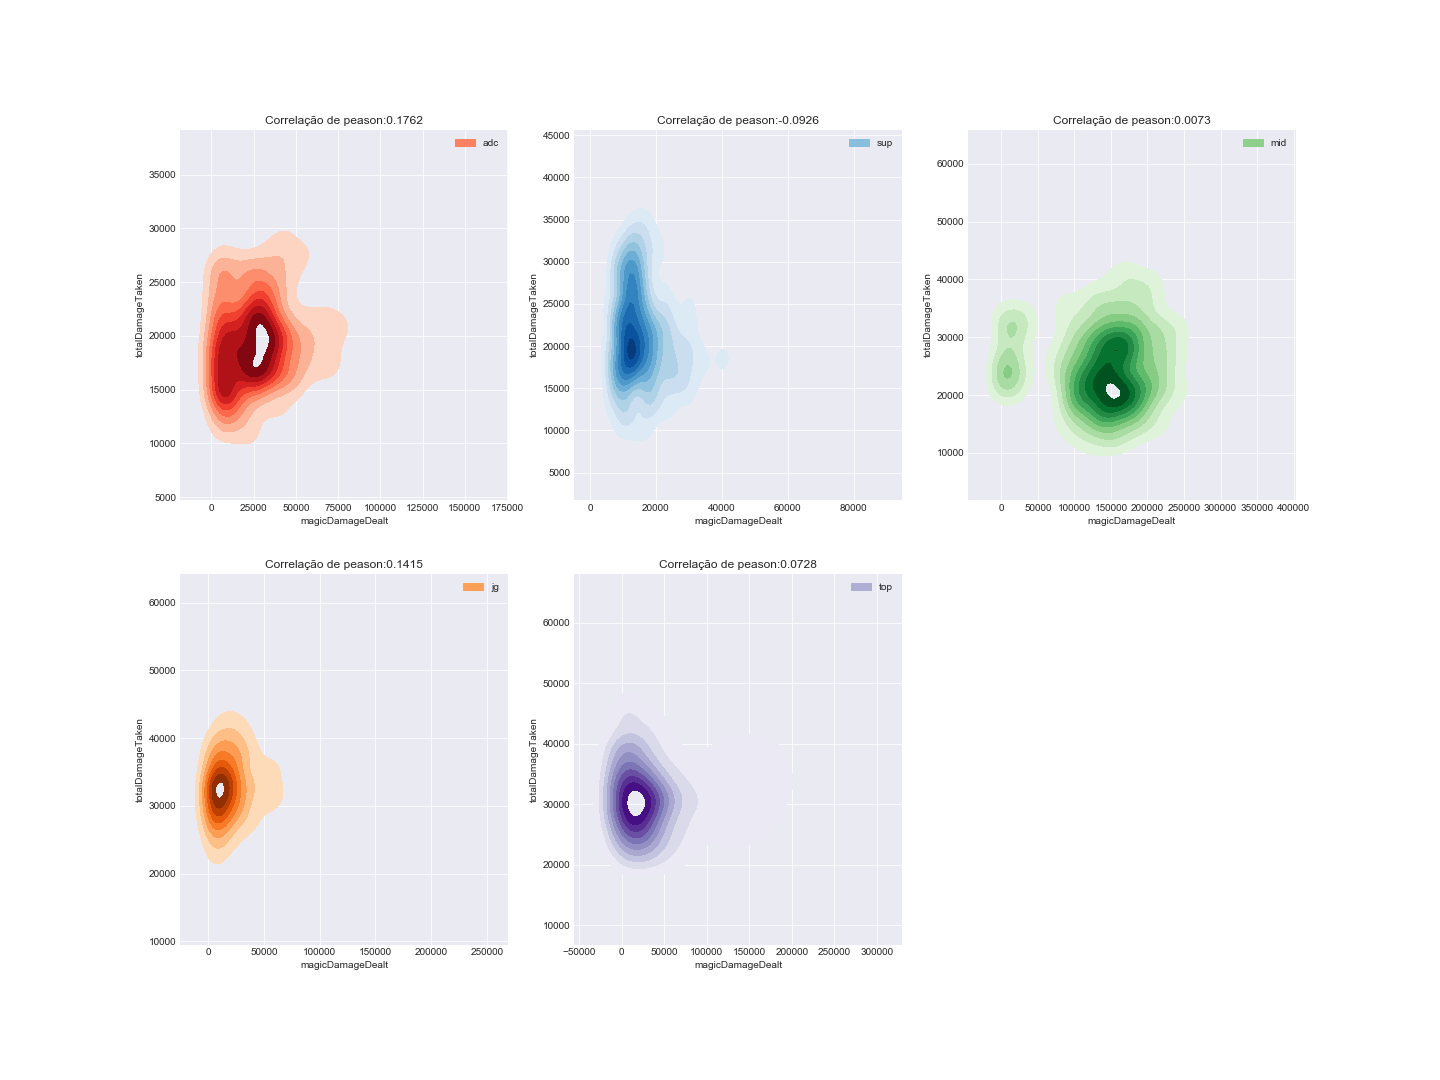 Correlação de peason:0.1762
adc
35000
30000
25000
20000
15000
10000
5000
totalDamageTaken
0 25000 50000 75000 100000 125000 150000 175000
magicDamageDealt
Correlação de peason:-0.0926
sup
45000
40000
35000
30000
25000
20000
15000
10000
5000
totalDamageTaken
0 20000 40000 60000 80000
magicDamageDealt
Correlação de peason:0.0073
mid
60000
50000
40000
30000
20000
10000
totalDamageTaken
0 50000 100000 150000 200000 250000 300000 350000 400000
magicDamageDealt
Correlação de peason:0.1415
jg
60000
50000
40000
30000
20000
10000
totalDamageTaken
0 50000 100000 150000 200000 250000
magicDamageDealt
Correlação de peason:0.0728
top
60000
50000
40000
30000
20000
10000
totalDamageTaken
−50000 0 50000 100000 150000 200000 250000 300000
magicDamageDealt